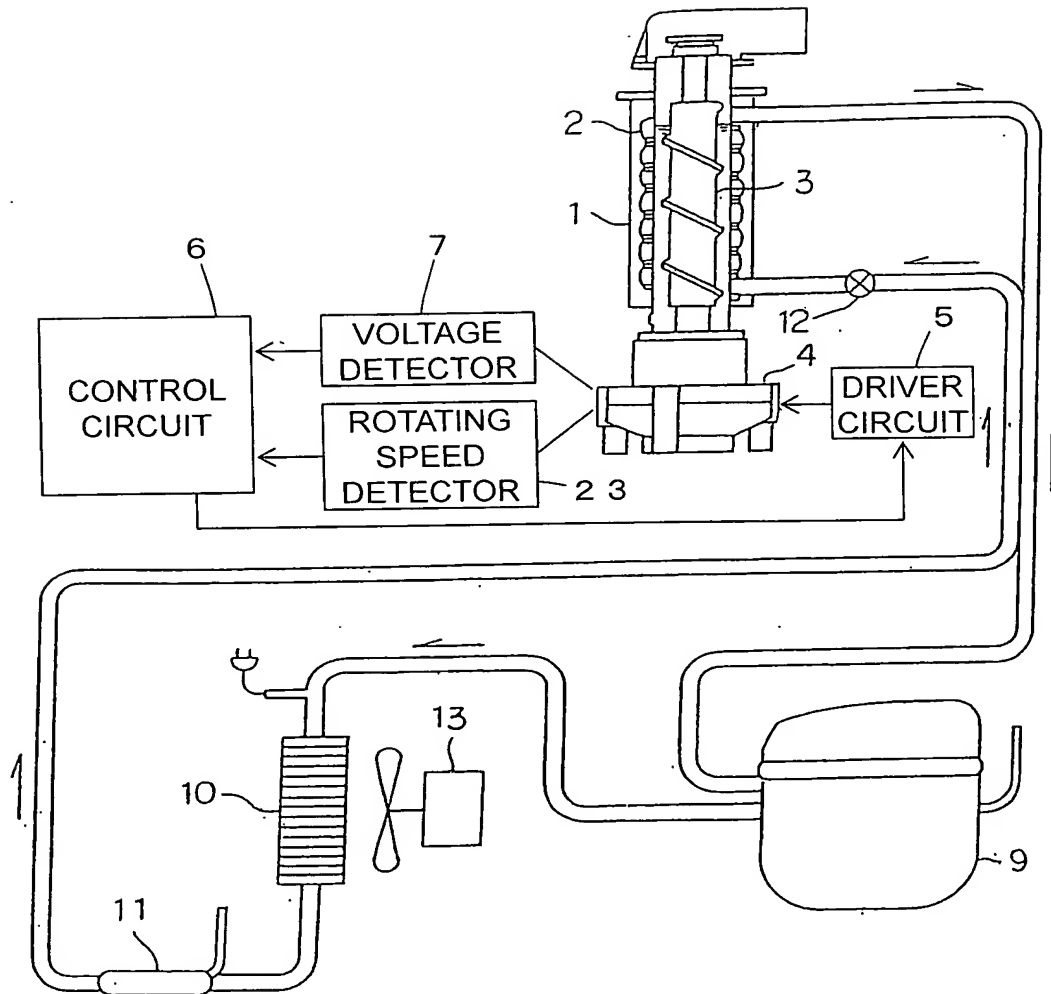 2
3
1
6
7
12
4
5
VOLTAGE
DETECTOR
CONTROL
CIRCUIT
ROTATING
SPEED
DETECTOR
DRIVER
CIRCUIT
2 3
13
10
9
11